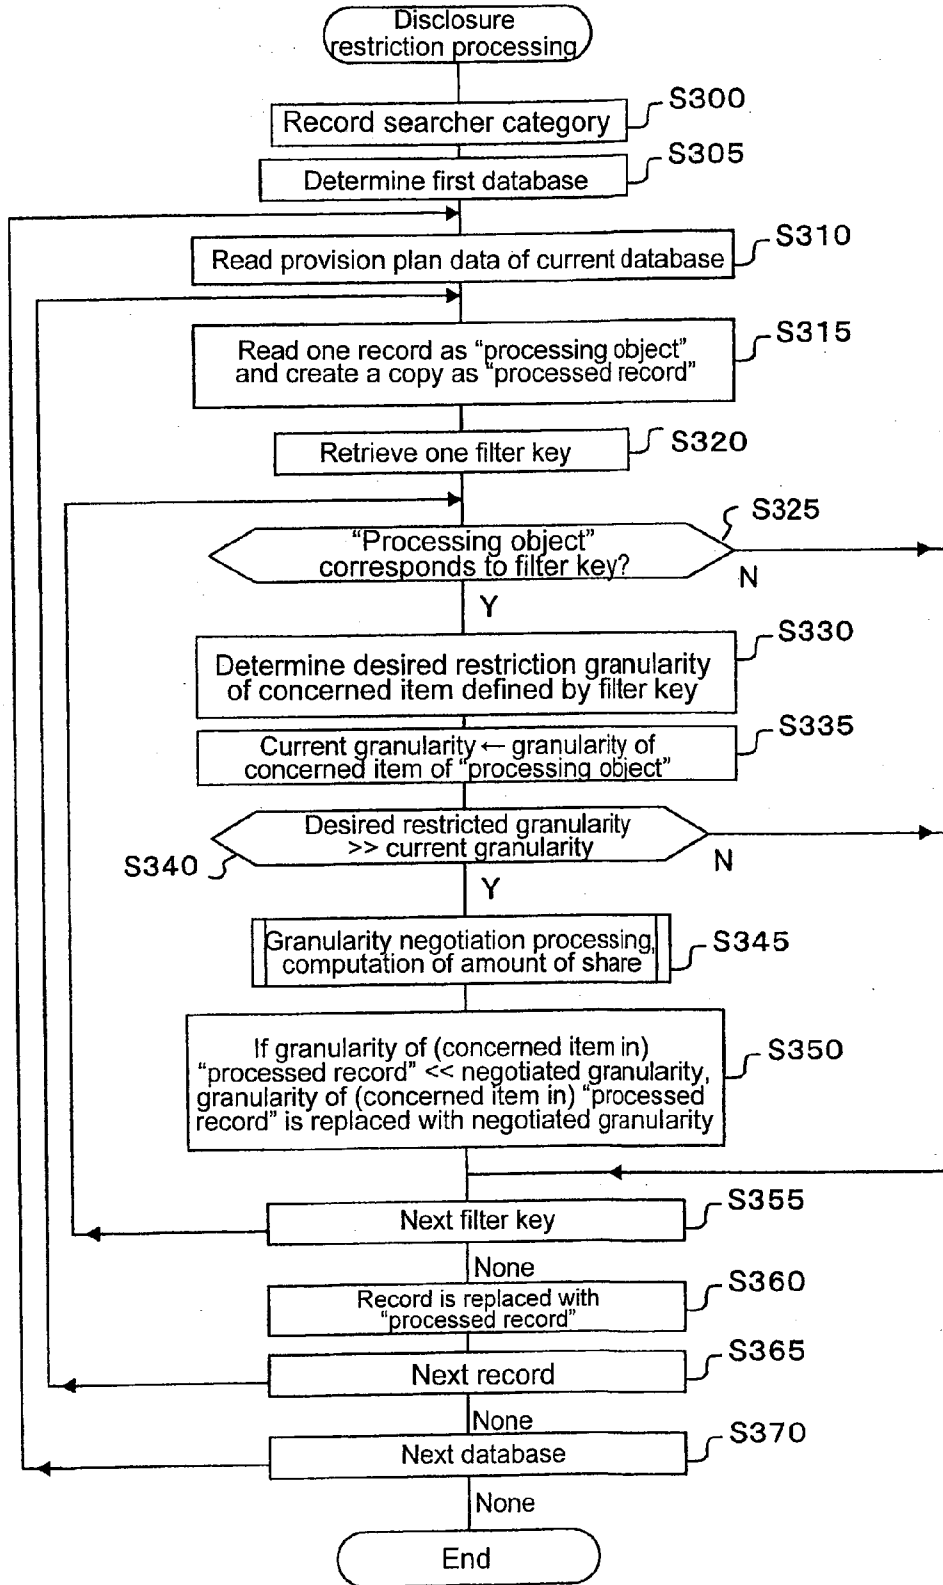 Disclosure
restriction processing
S300
Record searcher category
S305
Determine first database
S310
Read provision plan data of current database
S315
Read one record as “processing object”
and create a copy as “processed record”
S320
Retrieve one filter key
S325
“Processing object”
corresponds to filter key?
N
Y
S330
Determine desired restriction granularity
of concerned item defined by filter key
S335
Current granularity ← granularity of
concerned item of “processing object”
Desired restricted granularity
>> current granularity
S340
N
Y
Granularity negotiation processing,
computation of amount of share
S345
If granularity of (concerned item in)
“processed record” << negotiated granularity,
granularity of (concerned item in) “processed
record” is replaced with negotiated granularity
S350
S355
Next filter key
None
S360
Record is replaced with
“processed record”
S365
Next record
None
S370
Next database
None
End